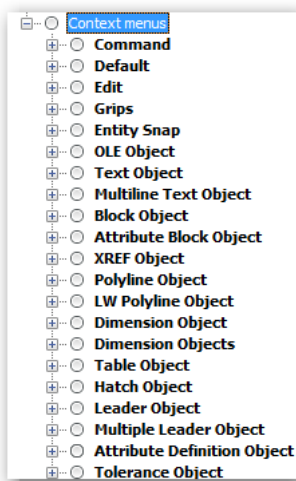 Context menus
Command
Default
Edit
Grips
Entity Snap
OLE Object
Text Object
Multiline Text Object
Block Object
Attribute Block Object
XREF Object
Polyline Object
LW Polyline Object
Dimension Object
Dimension Objects
Table Object
Hatch Object
Leader Object
Multiple Leader Object
Attribute Definition Object
Tolerance Object